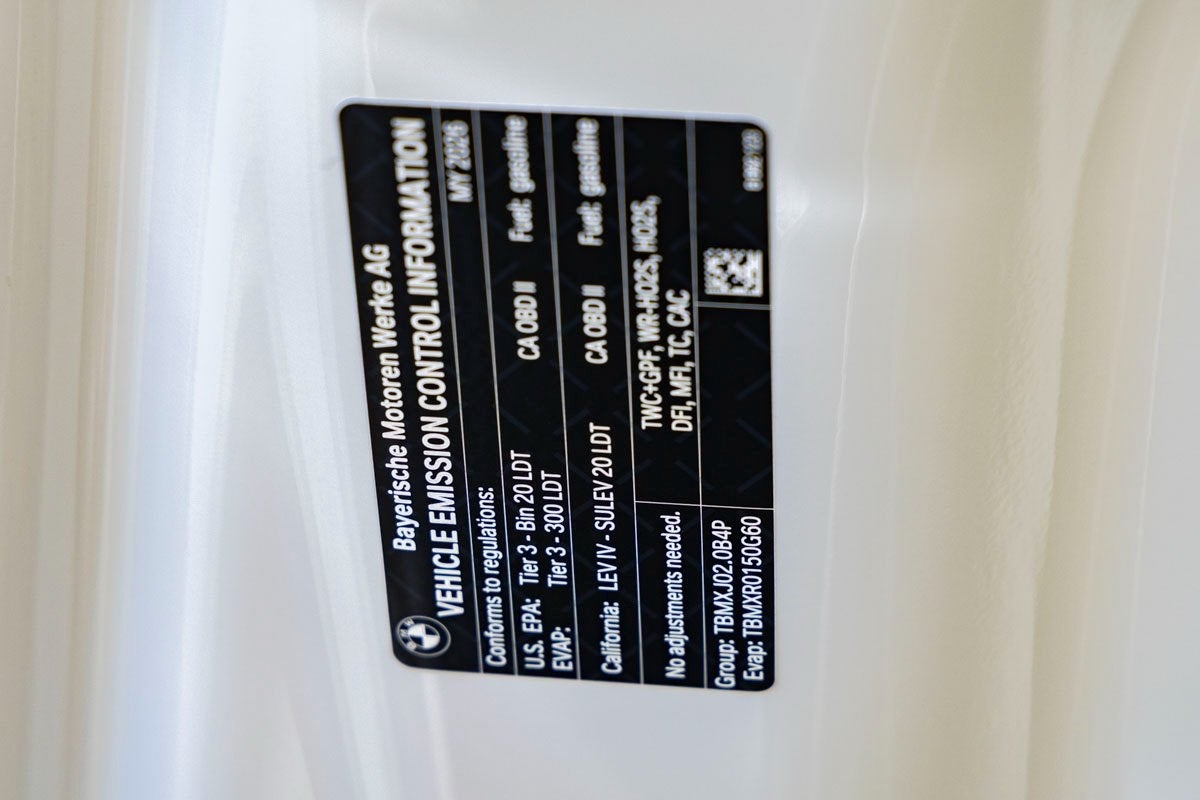 Bayerische Motoren Werke AG
VEHICLE EMISSION CONTROL INFORMATION
MY 2026
Conforms to regulations:
U.S. EPA: Tier 3 - Bin 20 LDT CA OBD II Fuel: gasoline
EVAP: Tier 3 - 300 LDT
California: LEV IV - SULEV 20 LDT CA OBD II Fuel: gasoline
No adjustments needed. TWC+GPF, WR-HO2S, HO2S,
DFI, MFI, TC, CAC
Group: TBMXJ02.0B4P
Evap: TBMXR0150G60